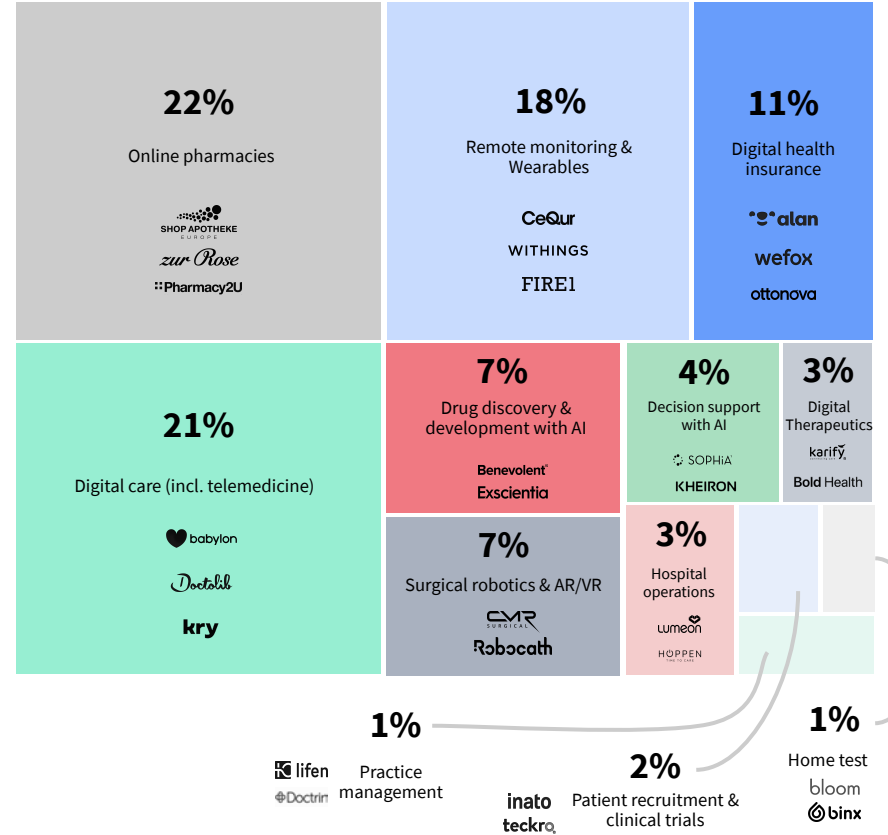 22%
Online pharmacies
SHOP APOTHEKE
EUROPE
zur Rose
Pharmacy2U
18%
Remote monitoring &
Wearables
CeQur
WITHINGS
FIRE1
11%
Digital health
insurance
alan
wefox
ottonova
21%
Digital care (incl. telemedicine)
babylon
Doctolib
kry
7%
Drug discovery &
development with AI
Benevolent
Exscientia
7%
Surgical robotics & AR/VR
CMR
SURGICAL
Robocath
4%
Decision support
with AI
SOPHiA
KHEIRON
3%
Digital
Therapeutics
karify
Bold Health
3%
Hospital
operations
LUMEON
HOPPEN
TIME TO CARE
1%
Practice
management
lifen
Doctrin
2%
Patient recruitment &
clinical trials
inato
teckro
1%
Home test
bloom
binx